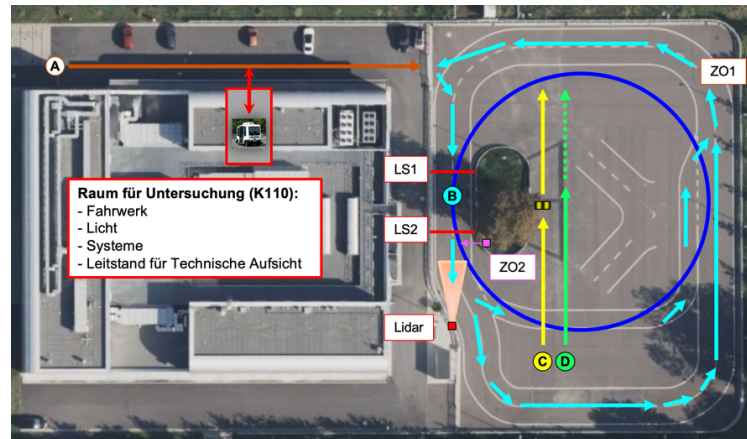 A
ZO1
LS1
Raum für Untersuchung (K110):
- Fahrwerk
- Licht
- Systeme
- Leitstand für Technische Aufsicht
B
LS2
ZO2
Lidar
C
D